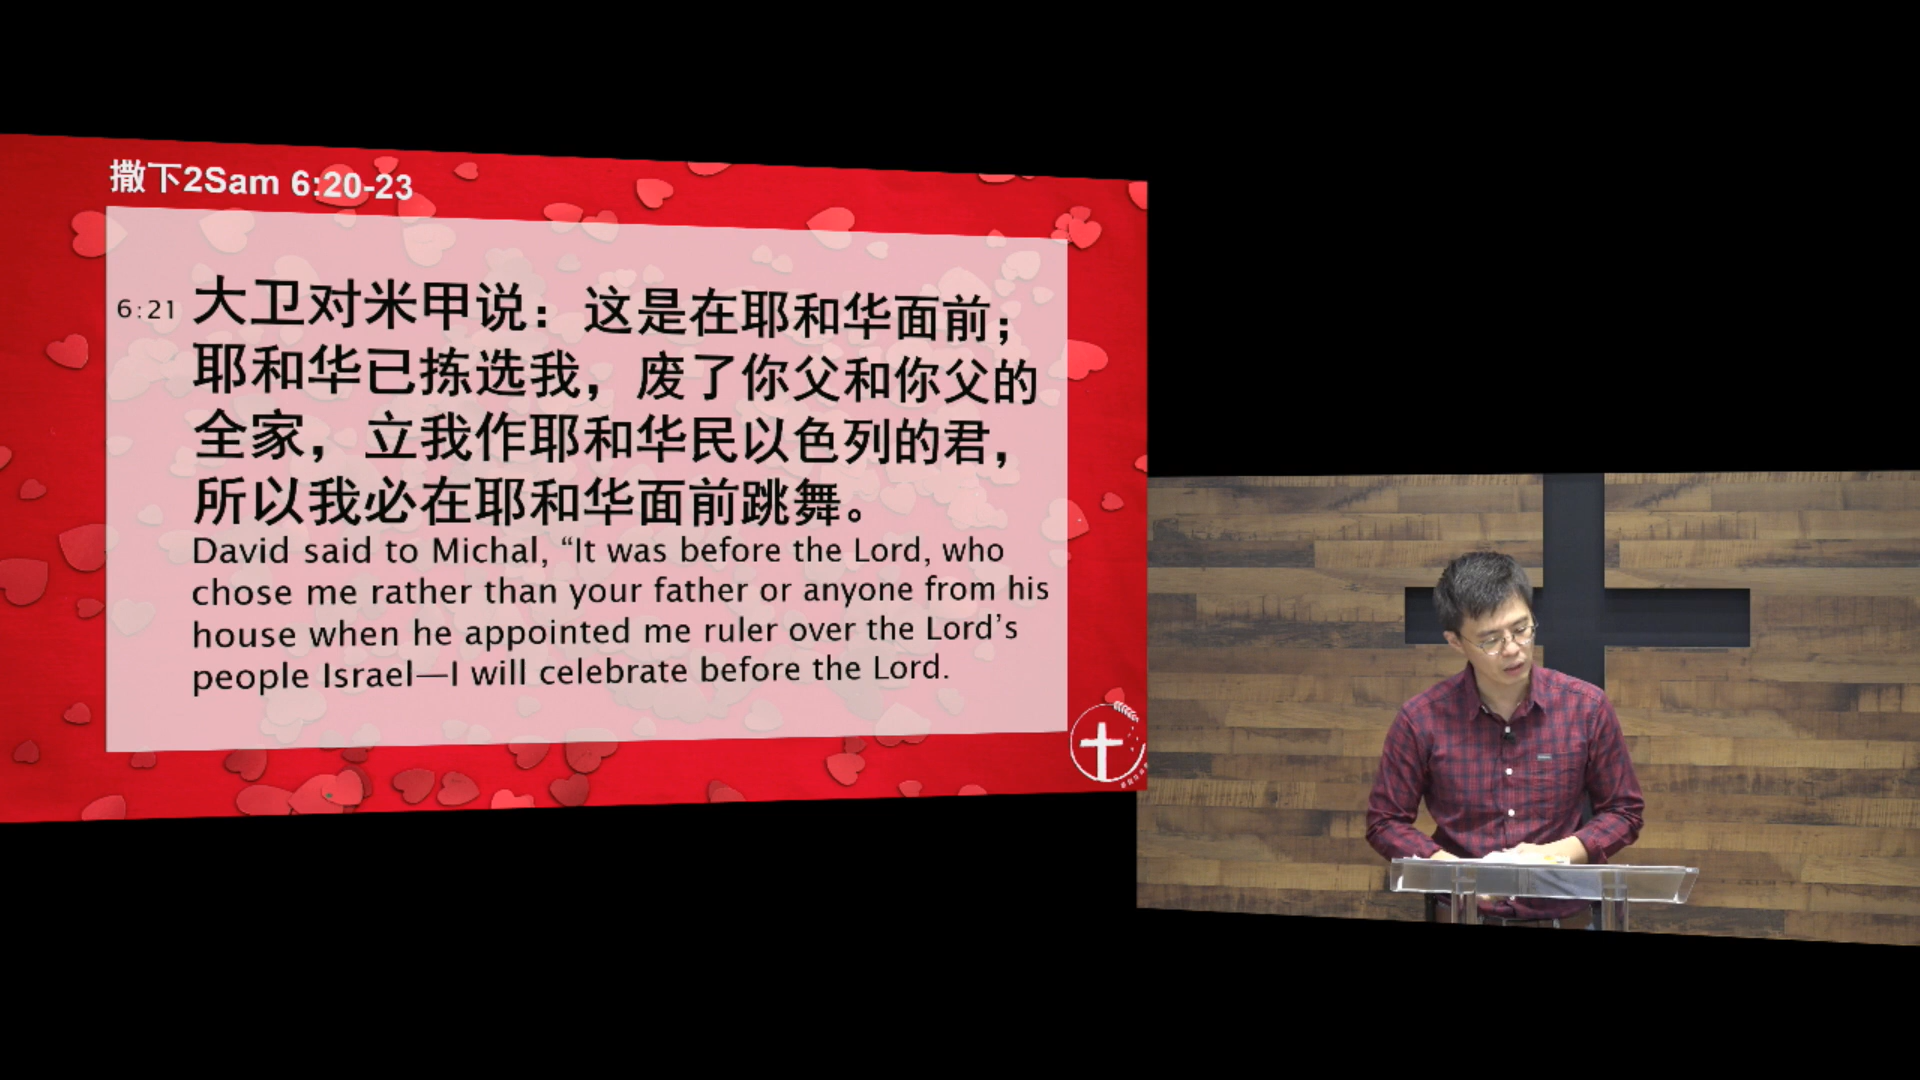 撒下2Sam 6:20-23
6:21 大卫对米甲说：这是在耶和华面前；
耶和华已拣选我，废了你父和你父的
全家，立我作耶和华民以色列的君，
所以我必在耶和华面前跳舞。
David said to Michal, “It was before the Lord, who
chose me rather than your father or anyone from his
house when he appointed me ruler over the Lord’s
people Israel—I will celebrate before the Lord.